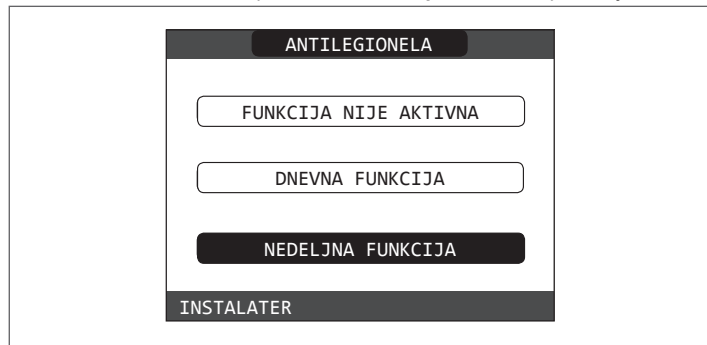 ANTILEGIONELA
FUNKCIJA NIJE AKTIVNA
DNEVNA FUNKCIJA
NEDELJNA FUNKCIJA
INSTALATER